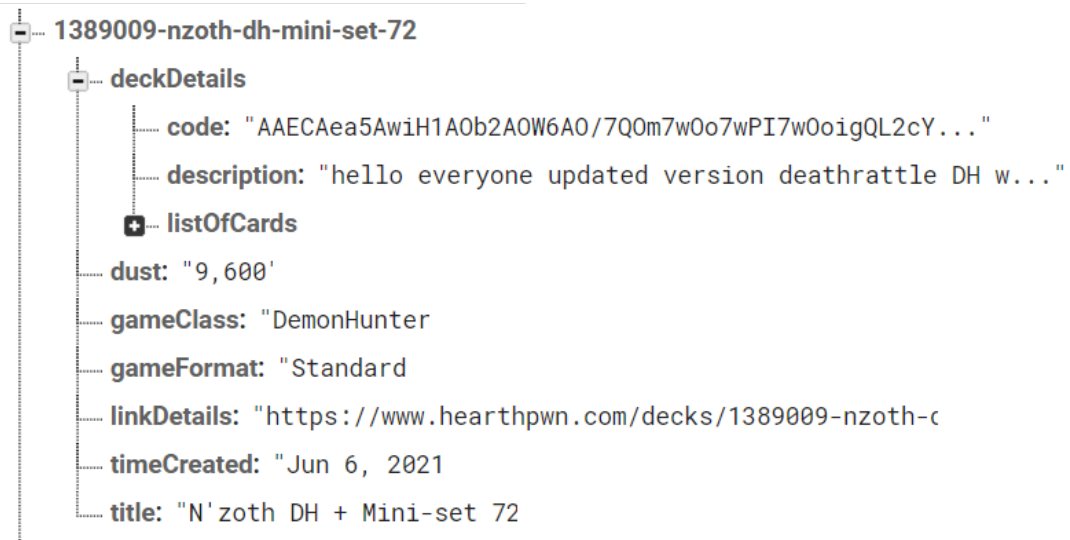 1389009-nzoth-dh-mini-set-72
deckDetails
code: "AAECAea5AwiH1AOb2AOW6AO/7QOm7wOo7wPI7wOoigQL2cY..."
description: "hello everyone updated version deathrattle DH w..."
listOfCards
dust: "9,600'
gameClass: "DemonHunter
gameFormat: "Standard
linkDetails: "https://www.hearthpwn.com/decks/1389009-nzoth-c
timeCreated: "Jun 6, 2021
title: "N'zoth DH + Mini-set 72